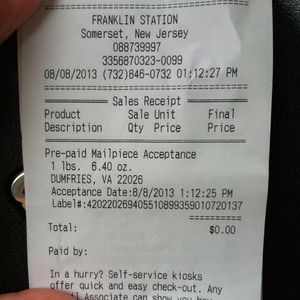 FRANKLIN STATION
Somerset, New Jersey
088739997
3356870323-0099
08/08/2013 (732)846-0732 01:12:27 PM
Sales Receipt
Product Sale Unit Final
Description Qty Price Price
Pre-paid Mailpiece Acceptance
1 lbs. 6.40 oz.
DUMFRIES, VA 22026
Acceptance Date:8/8/2013 1:12:25 PM
Label#:420220269405510899359010720137
==========
Total: $0.00
Paid by:
In a hurry? Self-service kiosks
offer quick and easy check-out. Any
Associate can show you how